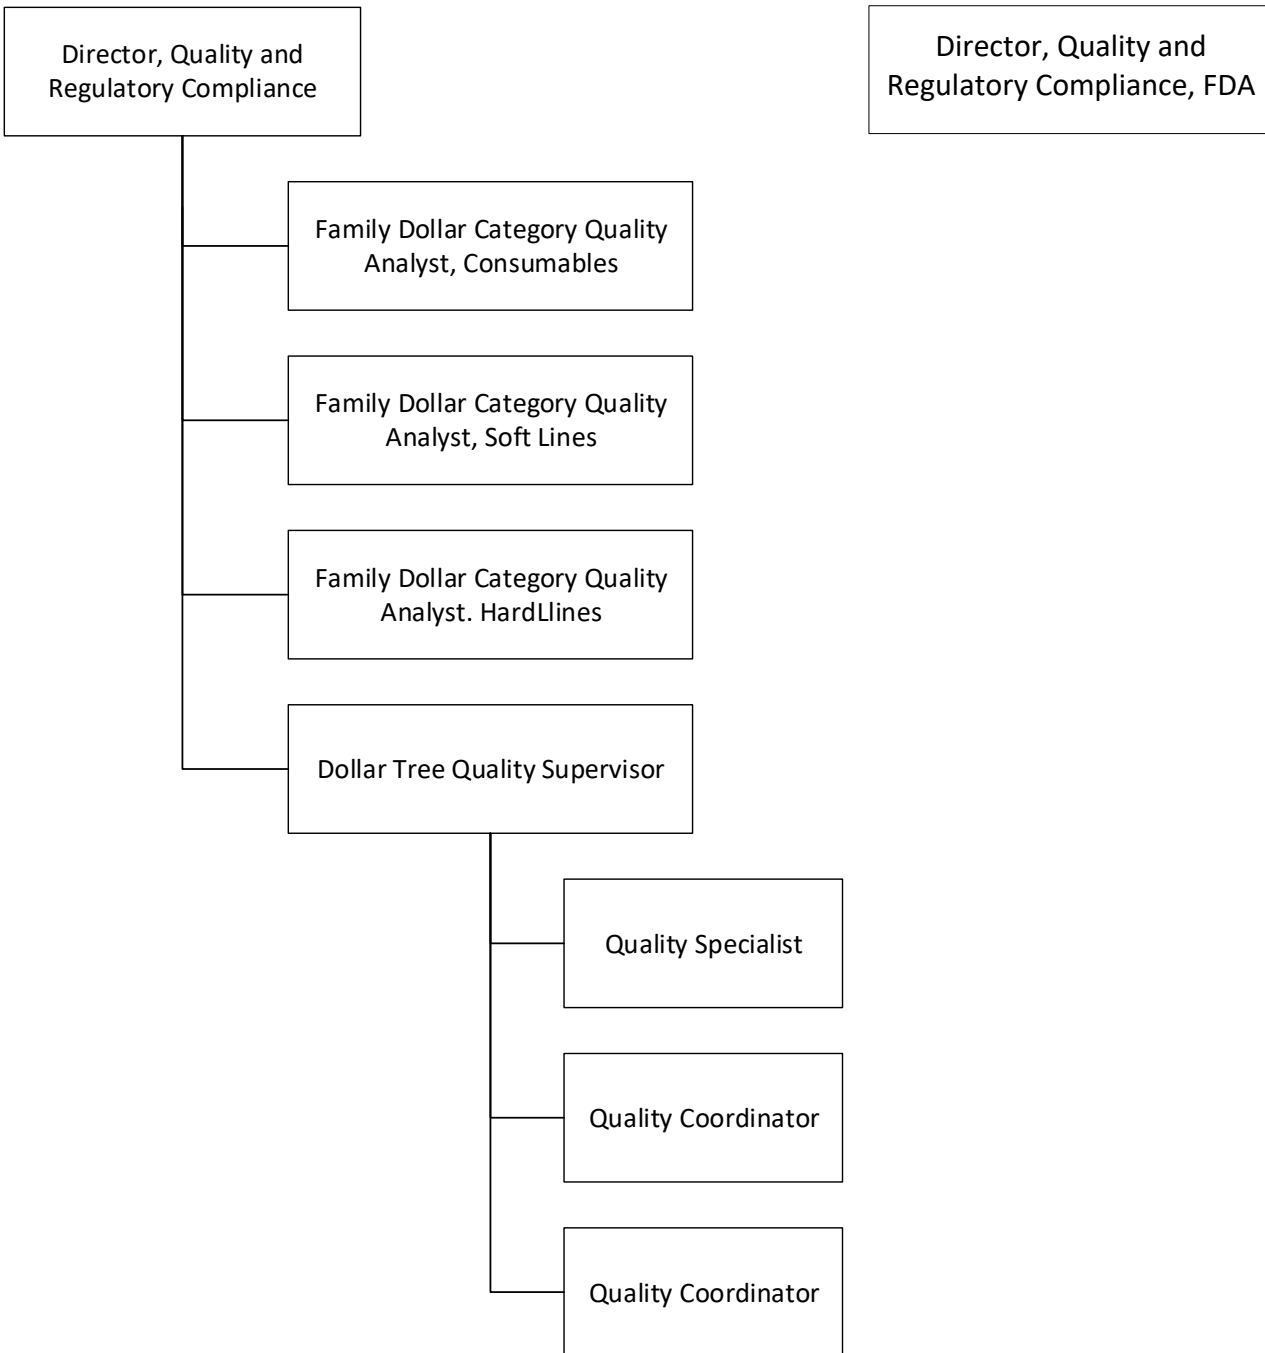 Director, Quality and
Regulatory Compliance
Director, Quality and
Regulatory Compliance, FDA
Family Dollar Category Quality
Analyst, Consumables
Family Dollar Category Quality
Analyst, Soft Lines
Family Dollar Category Quality
Analyst. HardLlines
Dollar Tree Quality Supervisor
Quality Specialist
Quality Coordinator
Quality Coordinator